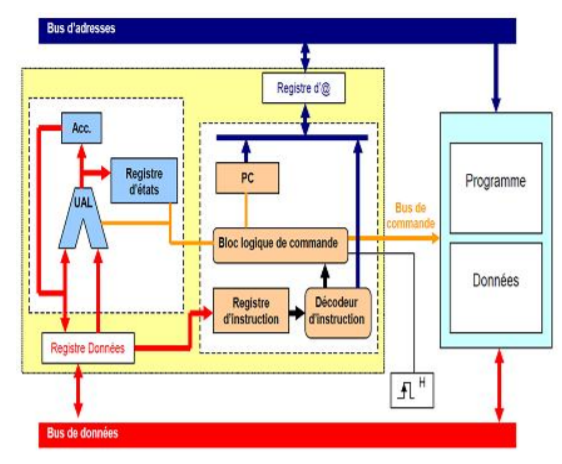 Bus d'adresses
Registre d'@
Acc.
Registre
d'états
UAL
PC
Bus de
commande
Programme
Bloc logique de commande
Données
Registre
d'instruction
Décodeur
d'instruction
Registre Données
H
Bus de données